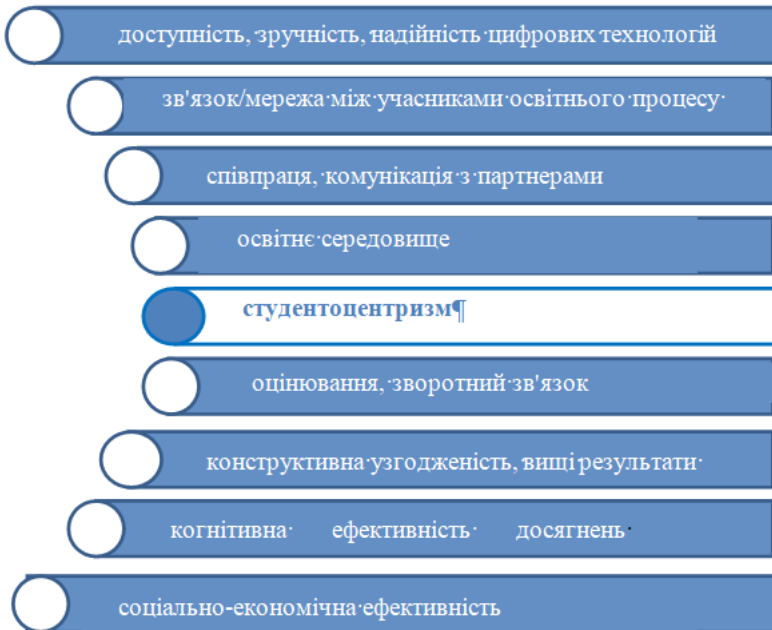 доступність, зручність, надійність цифрових технологій
зв'язок/мережа між учасниками освітнього процесу
співпраця, комунікація з партнерами
освітнє середовище
студентоцентризм¶
оцінювання, зворотний зв'язок
конструктивна узгодженість, вищі результати
когнітивна ефективність досягнень
соціально-економічна ефективність